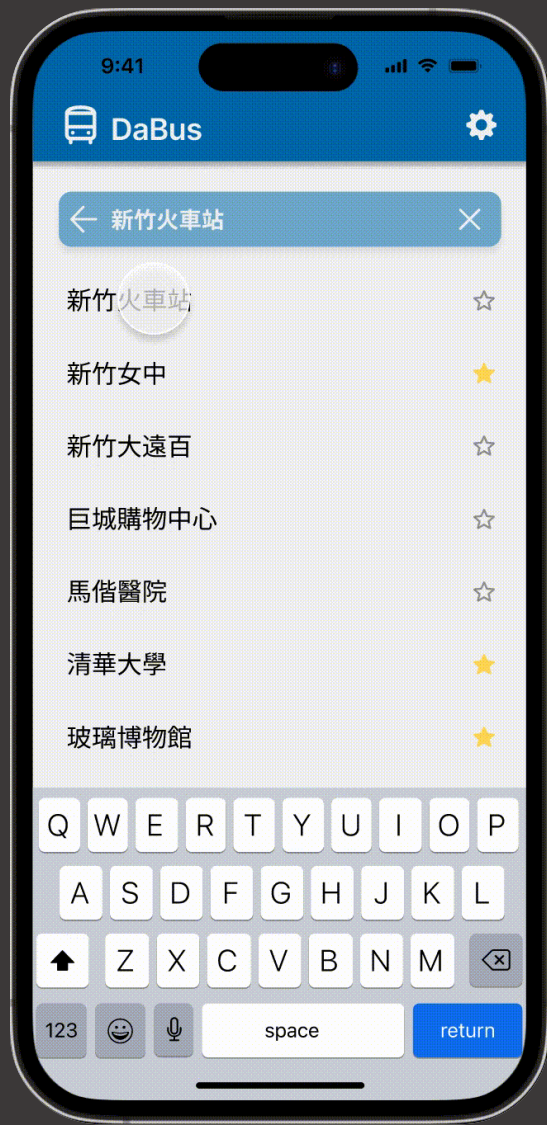 9:41
DaBus
新竹火車站
新竹火車站
新竹女中
新竹大遠百
巨城購物中心
馬偕醫院
清華大學
玻璃博物館
Q W E R T Y U I O P
A S D F G H J K L
Z X C V B N M
123 space return